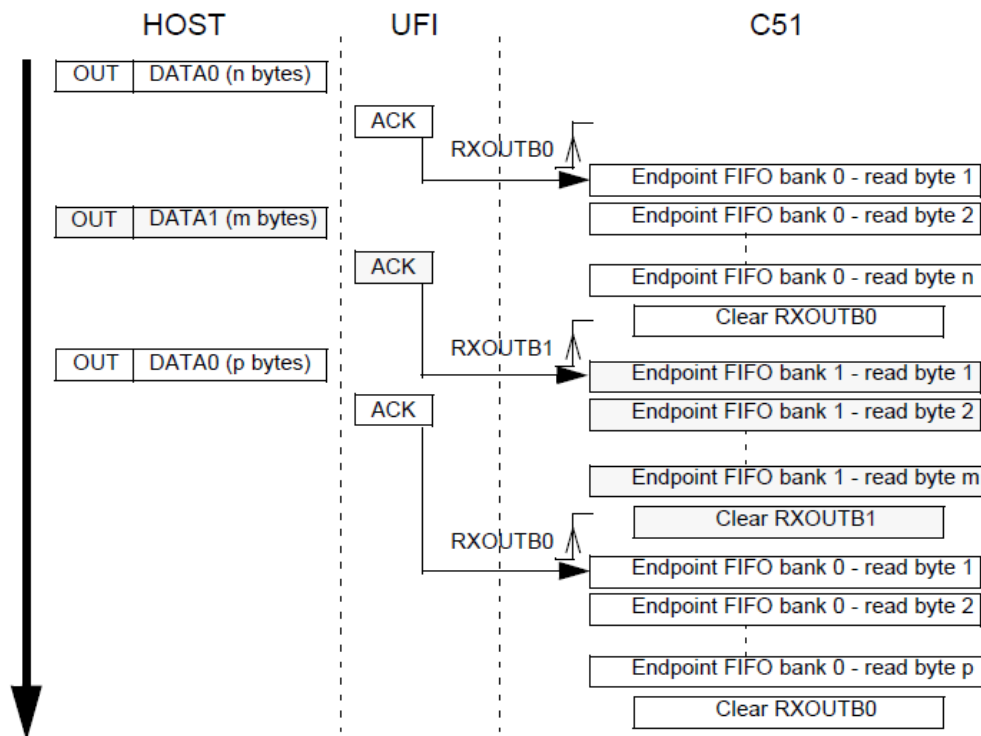 HOST UFI C51
OUT DATA0 (n bytes)
ACK
RXOUTB0
Endpoint FIFO bank 0 - read byte 1
OUT DATA1 (m bytes)
Endpoint FIFO bank 0 - read byte 2
ACK
Endpoint FIFO bank 0 - read byte n
Clear RXOUTB0
RXOUTB1
OUT DATA0 (p bytes)
Endpoint FIFO bank 1 - read byte 1
ACK
Endpoint FIFO bank 1 - read byte 2
Endpoint FIFO bank 1 - read byte m
Clear RXOUTB1
RXOUTB0
Endpoint FIFO bank 0 - read byte 1
Endpoint FIFO bank 0 - read byte 2
Endpoint FIFO bank 0 - read byte p
Clear RXOUTB0